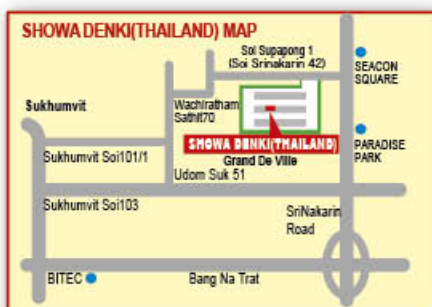 SHOWA DENKI(THAILAND) MAP
Soi Supapong 1
(Soi Srinakarin 42)
SEACON
SQUARE
Sukhumvit
Wachiratham
Sathit70
SHOWA DENKI(THAILAND)
Grand De Ville
PARADISE
PARK
Sukhumvit Soi101/1
Udom Suk 51
Sukhumvit Soi103
SriNakarin
Road
BITEC
Bang Na Trat